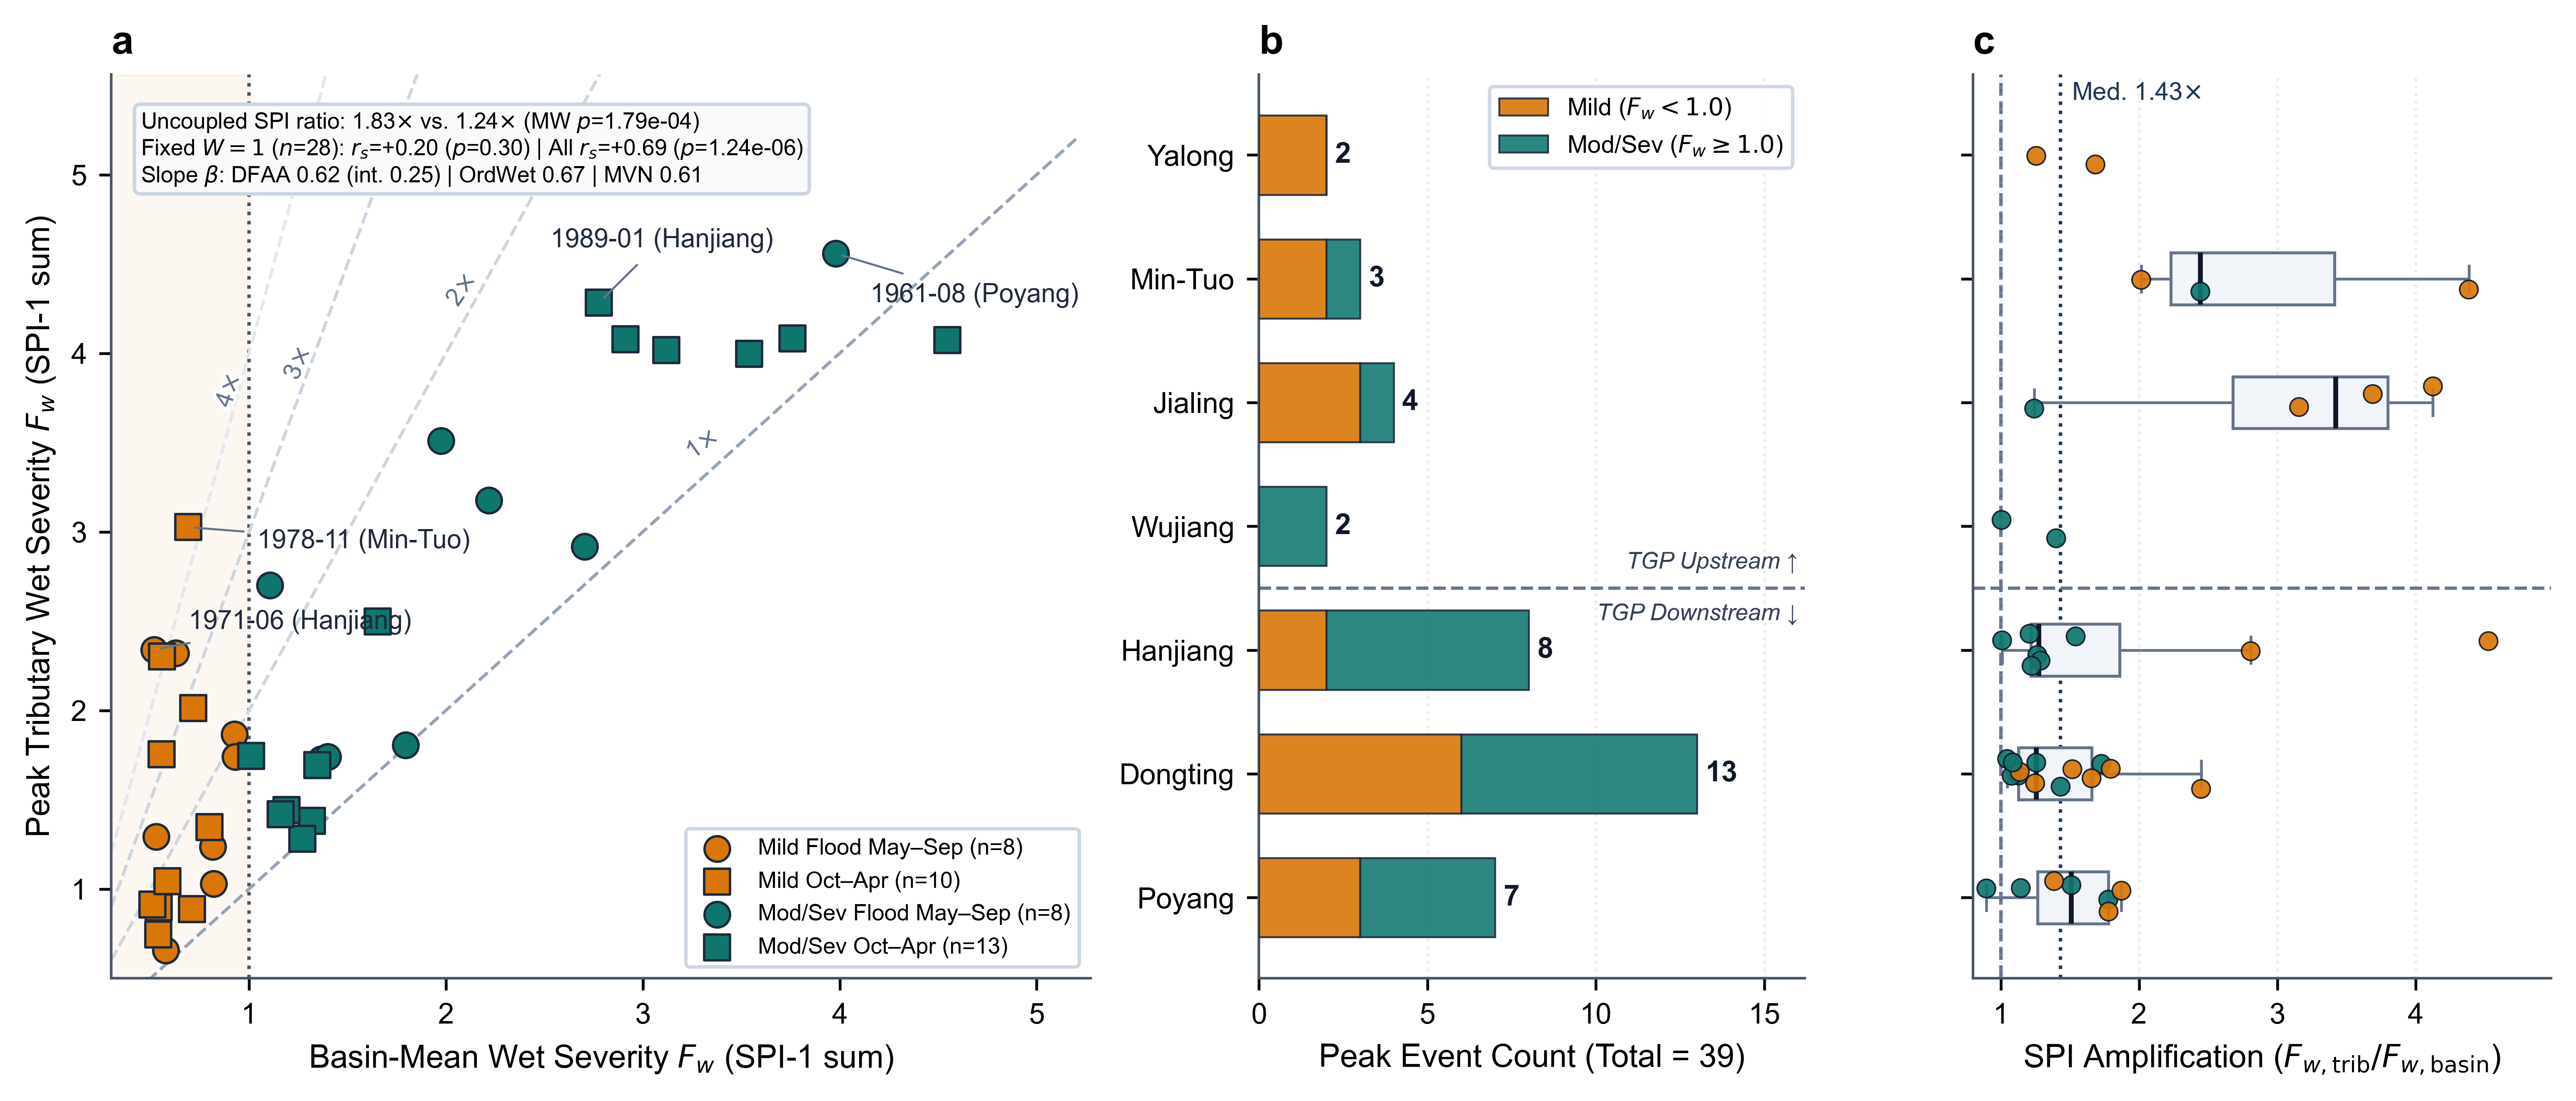 a
Uncoupled SPI ratio: 1.83× vs. 1.24× (MW p=1.79e-04)
Fixed W = 1 (n=28): rₛ=+0.20 (p=0.30) | All rₛ=+0.69 (p=1.24e-06)
Slope β: DFAA 0.62 (int. 0.25) | OrdWet 0.67 | MVN 0.61
1989-01 (Hanjiang)
1961-08 (Poyang)
1978-11 (Min-Tuo)
1971-06 (Hanjiang)
4×
3×
2×
1×
Mild Flood May–Sep (n=8)
Mild Oct–Apr (n=10)
Mod/Sev Flood May–Sep (n=8)
Mod/Sev Oct–Apr (n=13)
5
4
3
2
1
1 2 3 4 5
Peak Tributary Wet Severity F_w (SPI-1 sum)
Basin-Mean Wet Severity F_w (SPI-1 sum)
b
Mild (F_w < 1.0)
Mod/Sev (F_w ≥ 1.0)
Yalong 2
Min-Tuo 3
Jialing 4
Wujiang 2
TGP Upstream ↑
TGP Downstream ↓
Hanjiang 8
Dongting 13
Poyang 7
0 5 10 15
Peak Event Count (Total = 39)
c
Med. 1.43×
1 2 3 4
SPI Amplification (F_w, trib/F_w, basin)